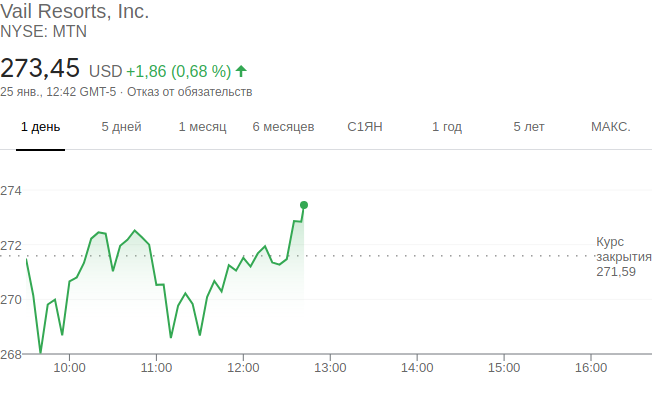 Vail Resorts, Inc.
NYSE: MTN
273,45 USD +1,86 (0,68 %)
25 янв., 12:42 GMT-5 · Отказ от обязательств
1 день 5 дней 1 месяц 6 месяцев С1ЯН 1 год 5 лет МАКС.
274
272
270
268
Курс
закрытия
271,59
10:00 11:00 12:00 13:00 14:00 15:00 16:00